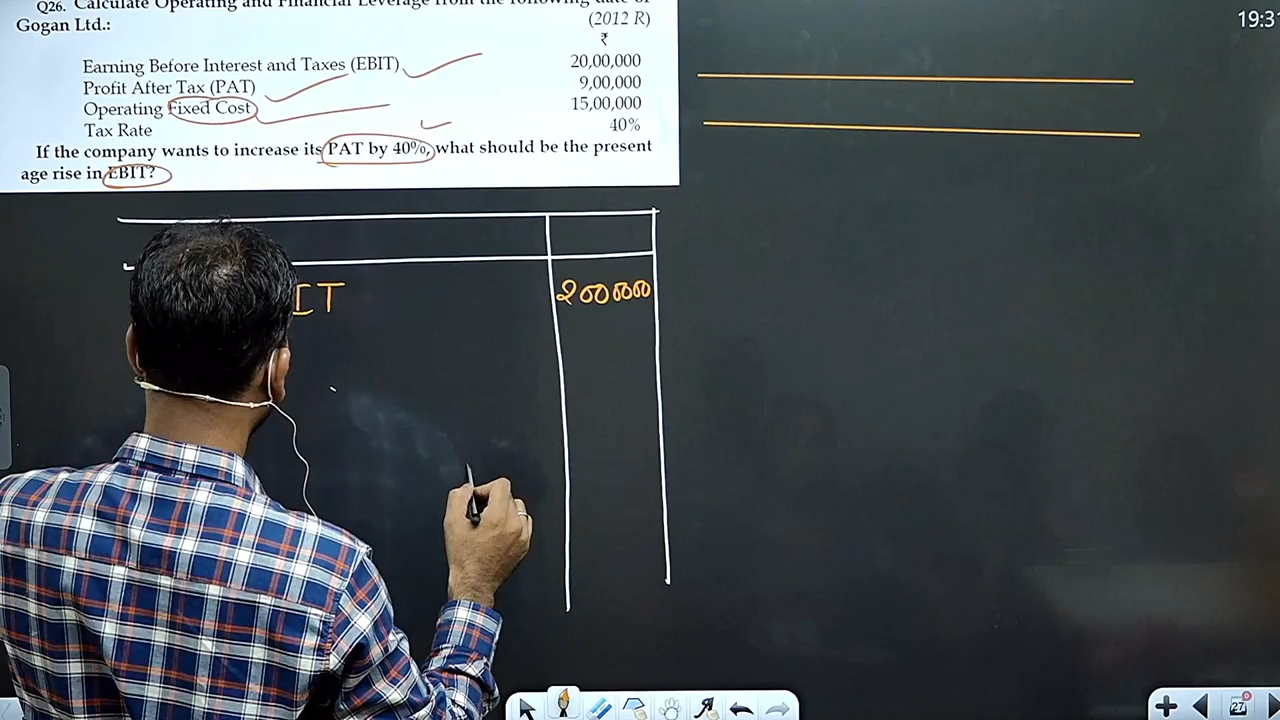 Q26. Calculate Operating and Financial Leverage from the following data of
Gogan Ltd.: (2012 R)
₹
Earning Before Interest and Taxes (EBIT) 20,00,000
Profit After Tax (PAT) 9,00,000
Operating Fixed Cost 15,00,000
Tax Rate 40%
If the company wants to increase its PAT by 40%, what should be the present
age rise in EBIT?
19:3
IT
27